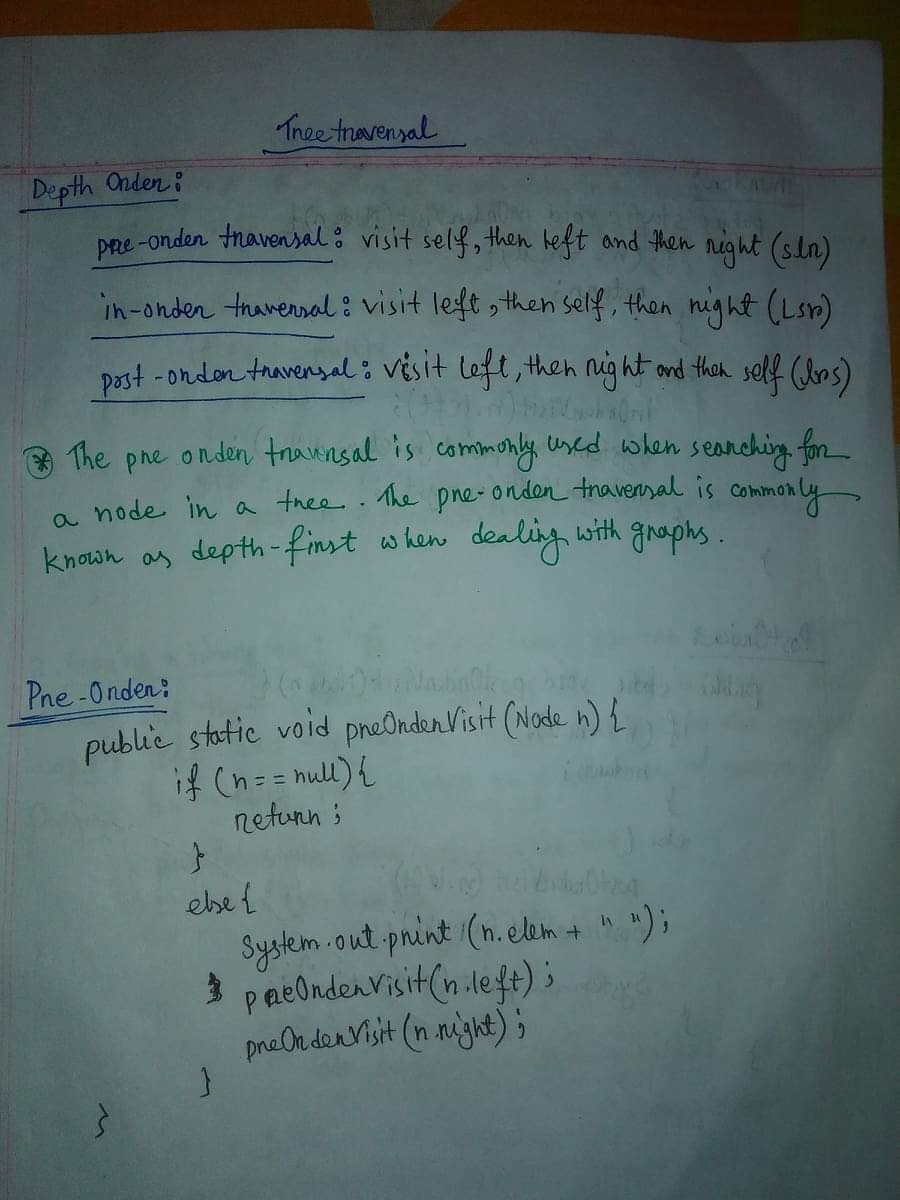 Tree traversal
Depth Order:
pre-order traversal: visit self, then left and then right (slr)
in-order traversal: visit left, then self, then right (Lsr)
post-order traversal: visit left, then right and then self (lrs)
* The pre order traversal is commonly used when searching for
a node in a tree. The pre-order traversal is commonly
known as depth-first when dealing with graphs.
Pre-Order:
public static void preOrderVisit(Node n){
if (n==null){
return;
}
else{
System.out.print(n.elem + " ");
preOrderVisit(n.left);
preOrderVisit(n.right);
}
}